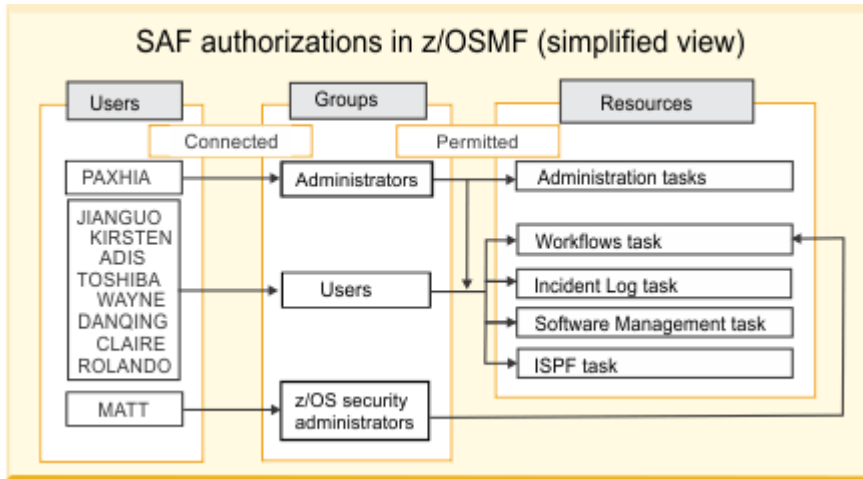 SAF authorizations in z/OSMF (simplified view)
Users
Groups
Resources
Connected
Permitted
PAXHIA
Administrators
Administration tasks
JIANGUO
KIRSTEN
ADIS
TOSHIBA
WAYNE
DANQING
CLAIRE
ROLANDO
Users
Workflows task
Incident Log task
Software Management task
ISPF task
MATT
z/OS security
administrators